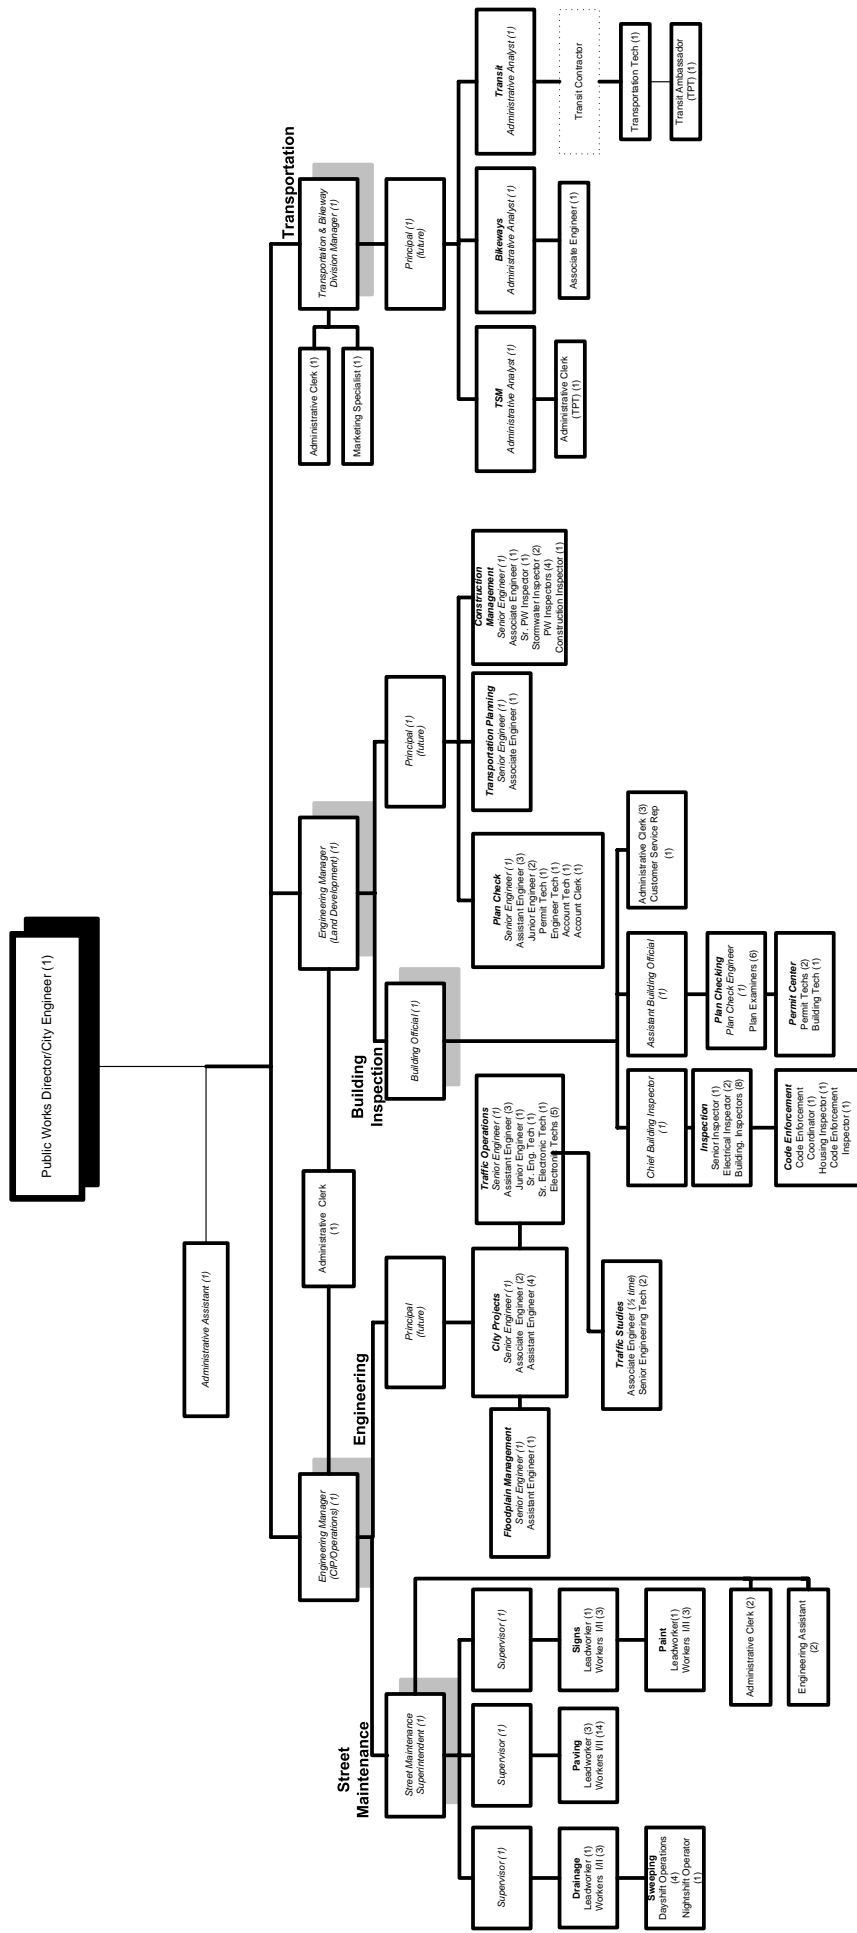 Public Works Director/City Engineer (1)
Administrative Assistant (1)
Engineering Manager
(CIP/Operations) (1)
Administrative Clerk
(1)
Engineering Manager
(Land Development) (1)
Transportation
Transportation & Bikeway
Division Manager (1)
Administrative Clerk (1)
Marketing Specialist (1)
Street
Maintenance
Street Maintenance
Superintendent (1)
Engineering
Principal
(future)
Building
Inspection
Building Official (1)
Principal (1)
(future)
Principal (1)
(future)
Supervisor (1)
Supervisor (1)
Supervisor (1)
Drainage
Leadworker (1)
Workers I/II (3)
Sweeping
Dayshift Operations
(4)
Nightshift Operator
(1)
Paving
Leadworker (3)
Workers I/II (14)
Signs
Leadworker (1)
Workers I/II (3)
Paint
Leadworker(1)
Workers I/II (3)
Administrative Clerk (2)
Engineering Assistant
(2)
Floodplain Management
Senior Engineer (1)
Assistant Engineer (1)
City Projects
Senior Engineer (1)
Associate Engineer (2)
Assistant Engineer (4)
Traffic Operations
Senior Engineer (1)
Assistant Engineer (3)
Junior Engineer (1)
Sr. Eng. Tech (1)
Sr. Electronic Tech (1)
Electronic Techs (5)
Traffic Studies
Associate Engineer (½ time)
Senior Engineering Tech (2)
Chief Building Inspector
(1)
Inspection
Senior Inspector (1)
Electrical Inspector (2)
Building. Inspectors (8)
Code Enforcement
Code Enforcement
Coordinator (1)
Housing Inspector (1)
Code Enforcement
Inspector (1)
Assistant Building Official
(1)
Plan Checking
Plan Check Engineer
(1)
Plan Examiners (6)
Permit Center
Permit Techs (2)
Building Tech (1)
Administrative Clerk (3)
Customer Service Rep
(1)
Plan Check
Senior Engineer (1)
Assistant Engineer (3)
Junior Engineer (2)
Permit Tech (1)
Engineer Tech (1)
Account Tech (1)
Account Clerk (1)
Transportation Planning
Senior Engineer (1)
Associate Engineer (1)
Construction
Management
Senior Engineer (1)
Associate Engineer (1)
Sr. PW Inspector (1)
Stormwater Inspector (2)
PW Inspectors (4)
Construction Inspector (1)
TSM
Administrative Analyst (1)
Administrative Clerk
(TPT) (1)
Bikeways
Administrative Analyst (1)
Associate Engineer (1)
Transit
Administrative Analyst (1)
Transit Contractor
Transportation Tech (1)
Transit Ambassador
(TPT) (1)